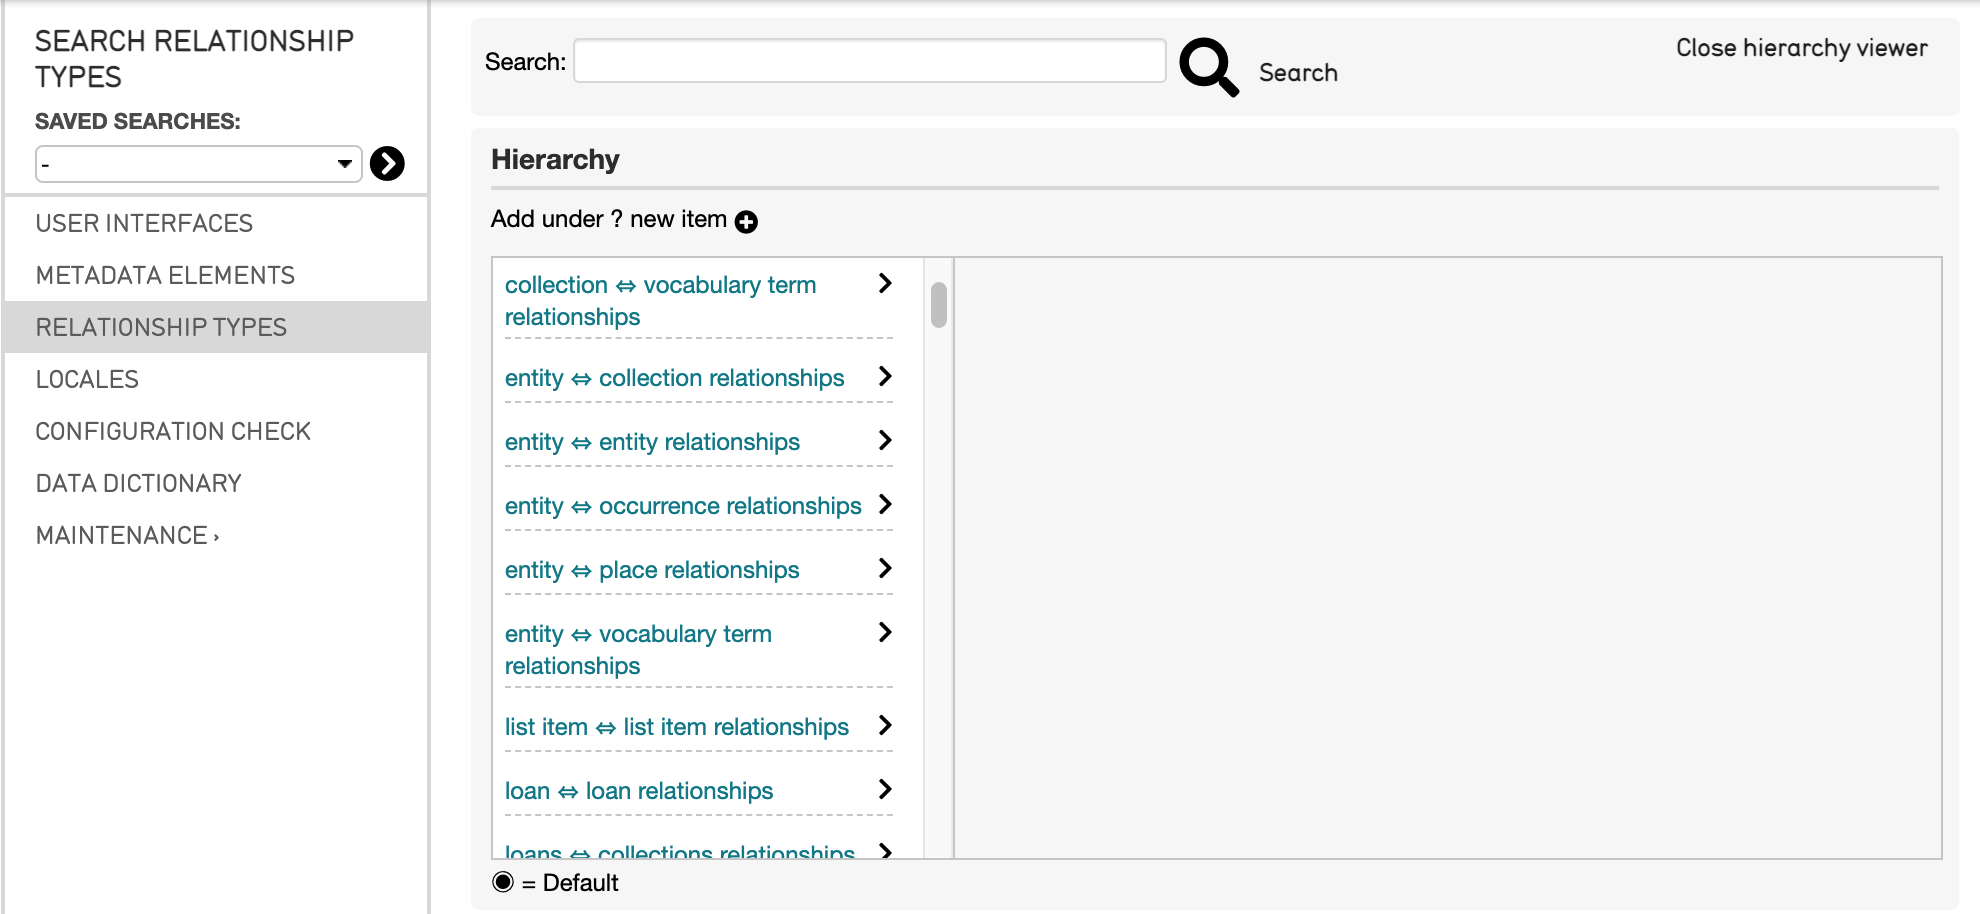 SEARCH RELATIONSHIP
TYPES
SAVED SEARCHES:
-
USER INTERFACES
METADATA ELEMENTS
RELATIONSHIP TYPES
LOCALES
CONFIGURATION CHECK
DATA DICTIONARY
MAINTENANCE ›
Search:
Search
Close hierarchy viewer
Hierarchy
Add under ? new item
collection ⇔ vocabulary term
relationships
entity ⇔ collection relationships
entity ⇔ entity relationships
entity ⇔ occurrence relationships
entity ⇔ place relationships
entity ⇔ vocabulary term
relationships
list item ⇔ list item relationships
loan ⇔ loan relationships
loans ⇔ collections relationships
= Default